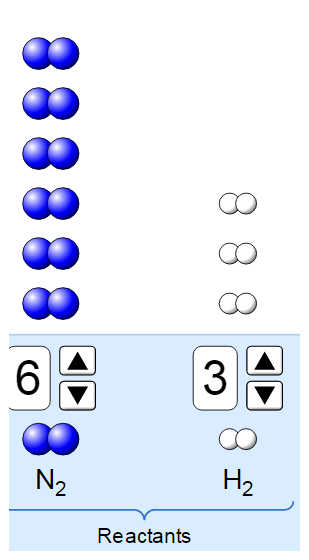 6 3
N₂ H₂
Reactants